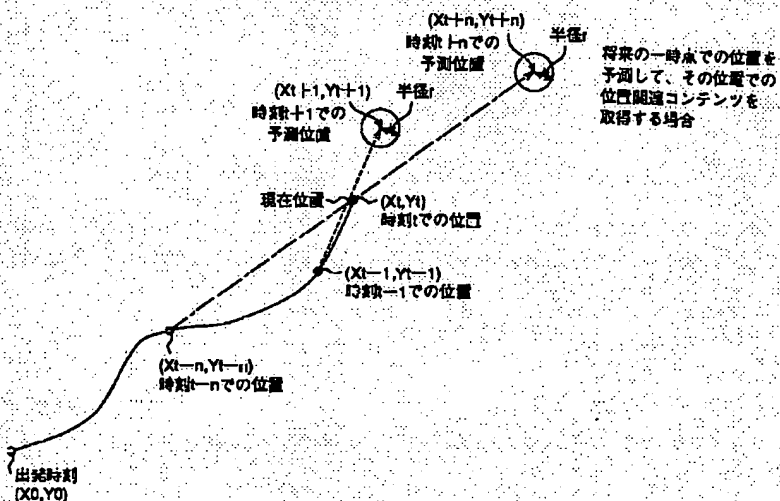 (Xt+n,Yt+n)
時刻t+nでの
予測位置
半径r
将来の一時点での位置を
予測して、その位置での
位置関連コンテンツを
取得する場合
(Xt+1,Yt+1)
時刻t+1での
予測位置
半径r
現在位置
(Xt,Yt)
時刻tでの位置
(Xt−1,Yt−1)
時刻t−1での位置
(Xt−n,Yt−n)
時刻t−nでの位置
出発時刻
(X0,Y0)